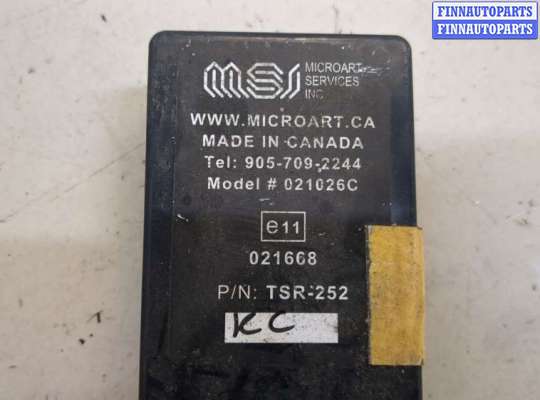 FINNAUTOPARTS
FINNAUTOPARTS
MSI
MICROART
SERVICES
INC
WWW.MICROART.CA
MADE IN CANADA
Tel: 905-709-2244
Model # 021026C
e11
021668
P/N: TSR-252
KC